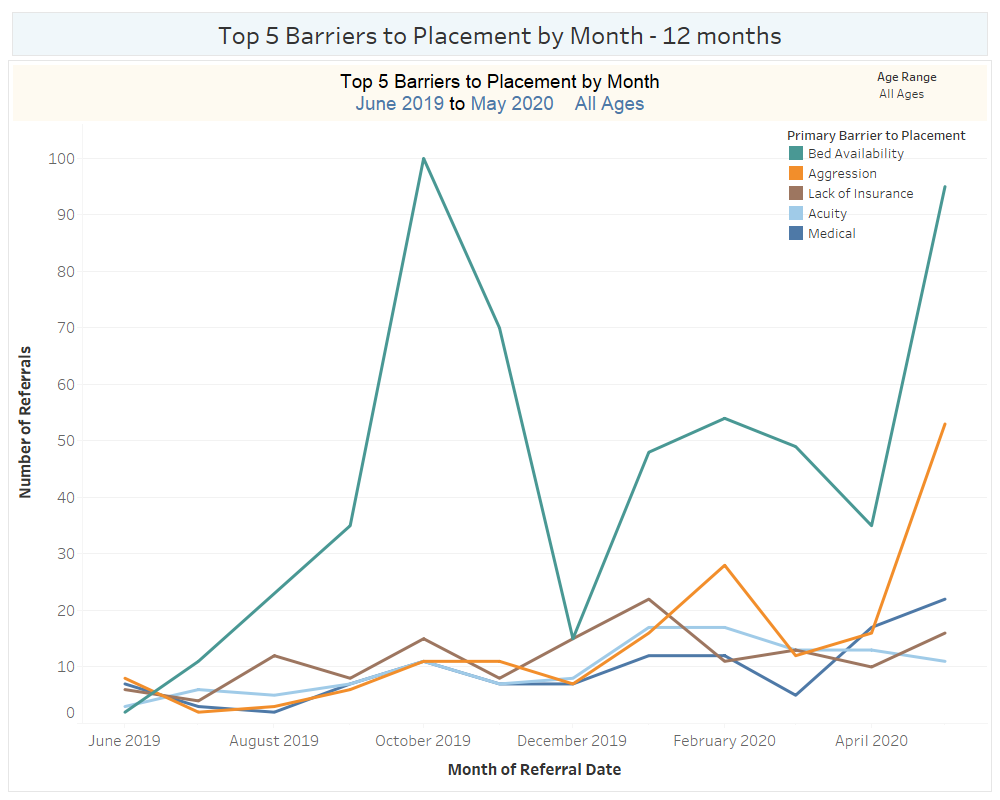 Top 5 Barriers to Placement by Month - 12 months
Top 5 Barriers to Placement by Month
June 2019 to May 2020 All Ages
Age Range
All Ages
Primary Barrier to Placement
Bed Availability
Aggression
Lack of Insurance
Acuity
Medical
Number of Referrals
100
90
80
70
60
50
40
30
20
10
0
June 2019 August 2019 October 2019 December 2019 February 2020 April 2020
Month of Referral Date